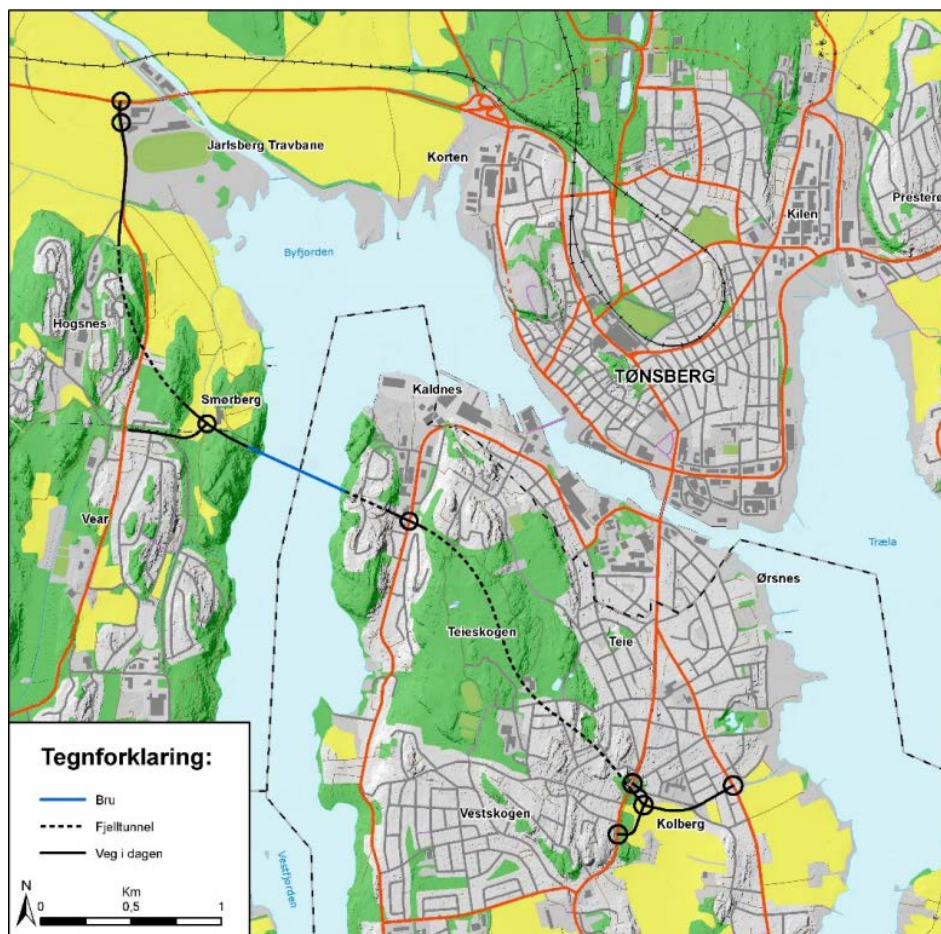 Jarlsberg Travbane
Korten
Kilen
Presterø
Byfjorden
Hogsnes
TØNSBERG
Kaldnes
Smørberg
Vear
Træla
Ørsnes
Teieskogen
Teie
Vestskogen
Kolberg
Vestfjorden
Tegnforklaring:
Bru
Fjelltunnel
Veg i dagen
N
Km
0 0,5 1